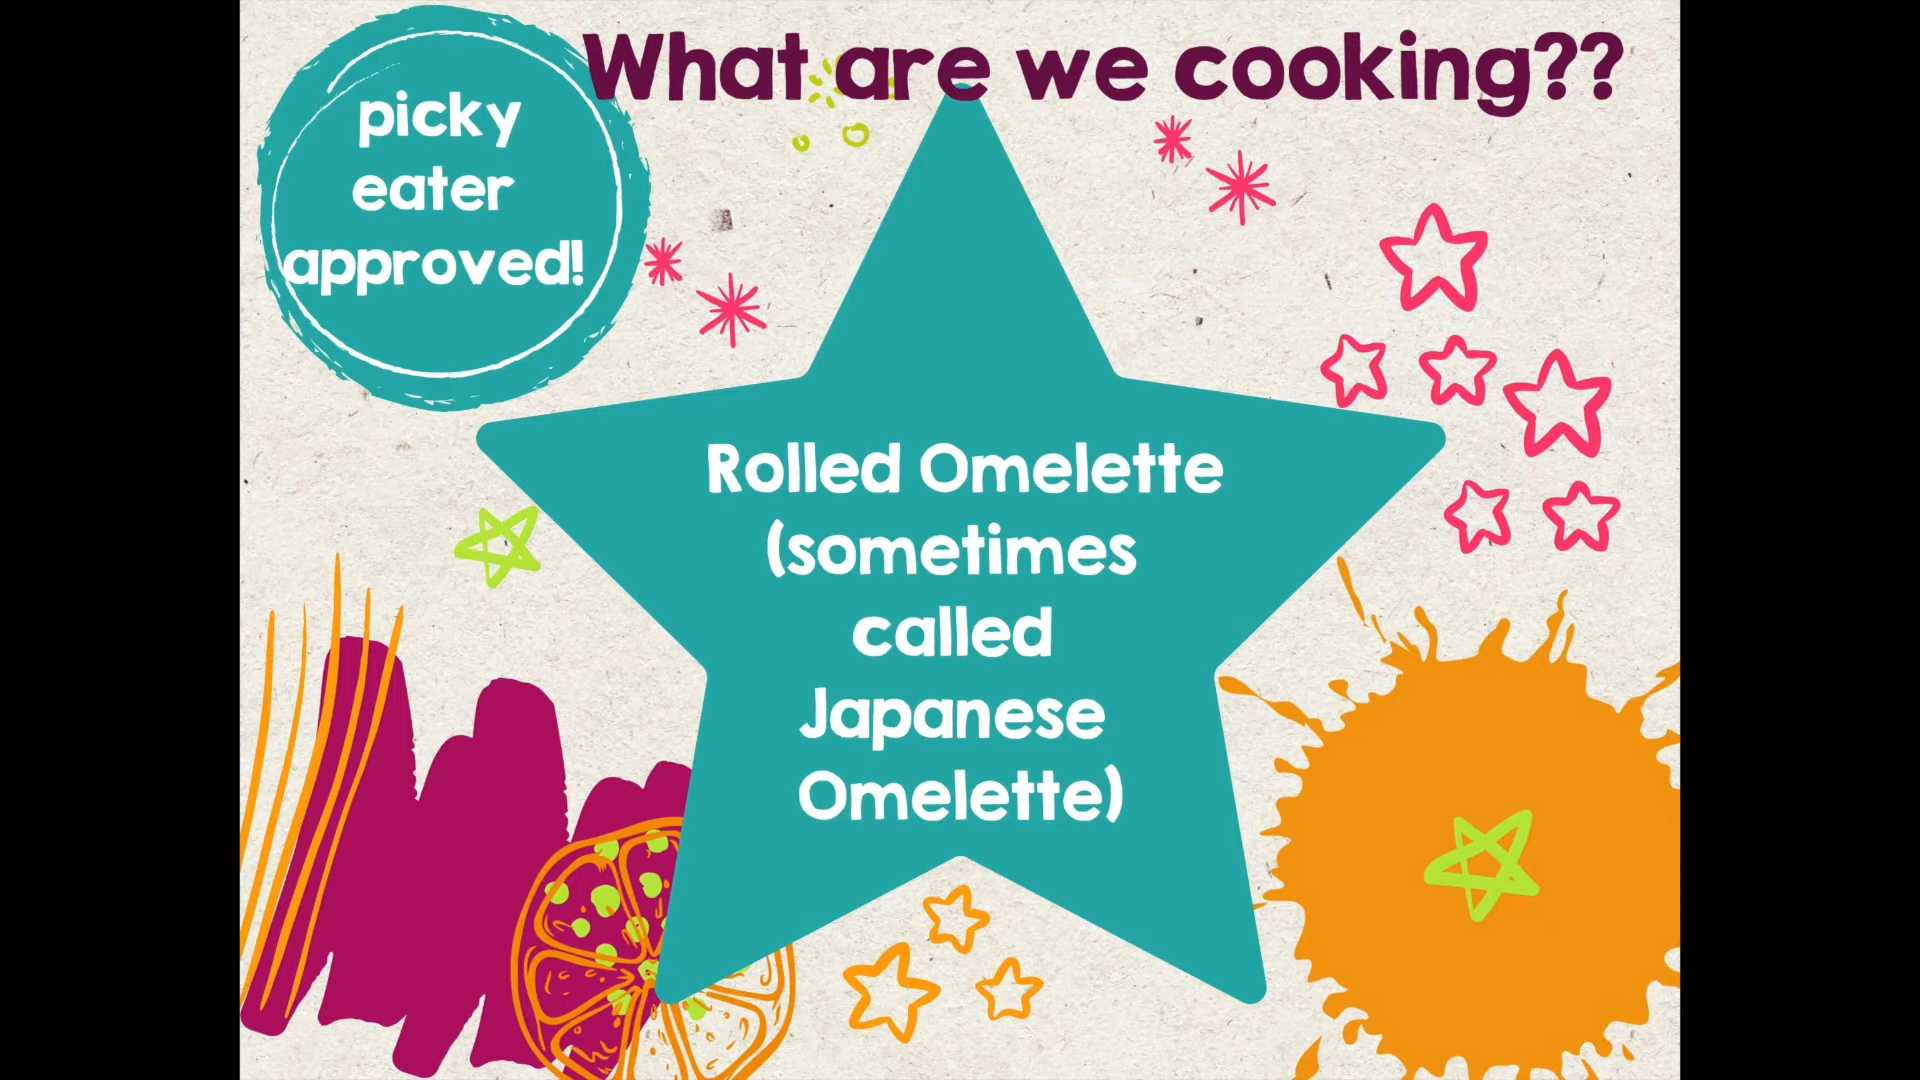 What are we cooking??
picky
eater
approved!
Rolled Omelette
(sometimes
called
Japanese
Omelette)